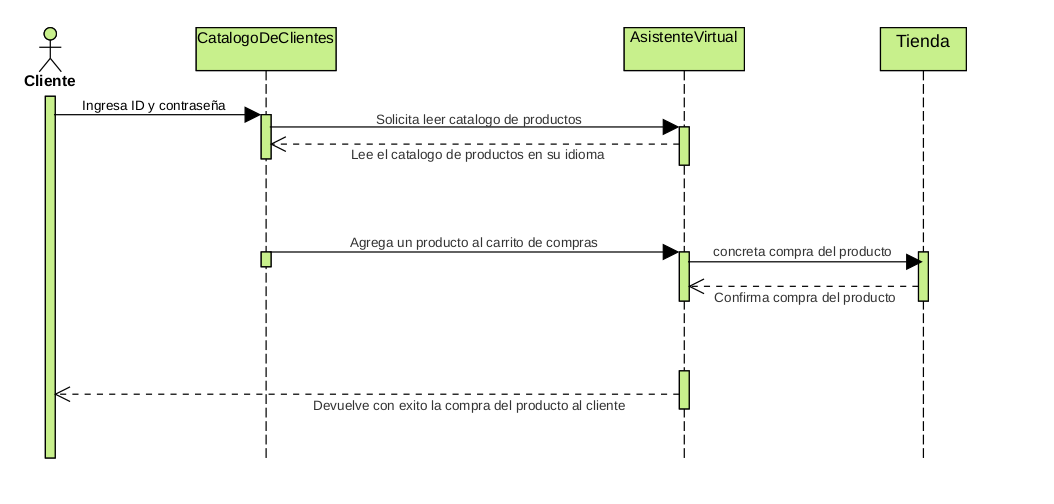 CatalogoDeClientes
AsistenteVirtual
Tienda
Cliente
Ingresa ID y contraseña
Solicita leer catalogo de productos
Lee el catalogo de productos en su idioma
Agrega un producto al carrito de compras
concreta compra del producto
Confirma compra del producto
Devuelve con exito la compra del producto al cliente